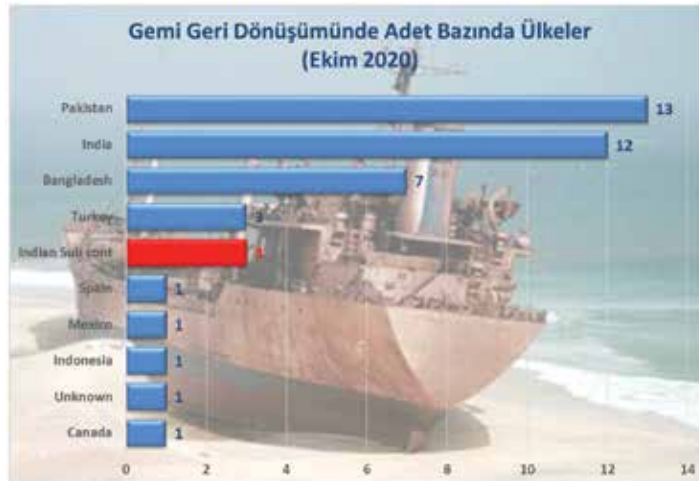 Gemi Geri Dönüşümünde Adet Bazında Ülkeler
(Ekim 2020)
Pakistan 13
India 12
Bangladesh 7
Turkey 3
Indian Sub cont 3
Spain 1
Mexico 1
Indonesia 1
Unknown 1
Canada 1
0 2 4 6 8 10 12 14